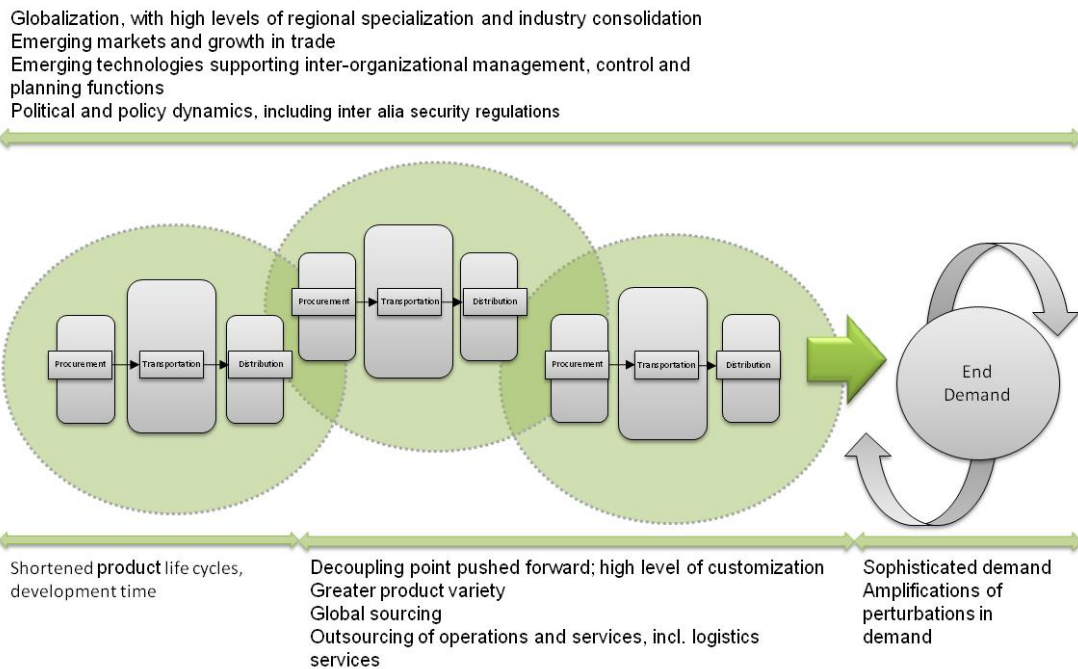 Globalization, with high levels of regional specialization and industry consolidation
Emerging markets and growth in trade
Emerging technologies supporting inter-organizational management, control and
planning functions
Political and policy dynamics, including inter alia security regulations
Procurement
Transportation
Distribution
Procurement
Transportation
Distribution
Procurement
Transportation
Distribution
End
Demand
Shortened product life cycles,
development time
Decoupling point pushed forward; high level of customization
Greater product variety
Global sourcing
Outsourcing of operations and services, incl. logistics
services
Sophisticated demand
Amplifications of
perturbations in
demand